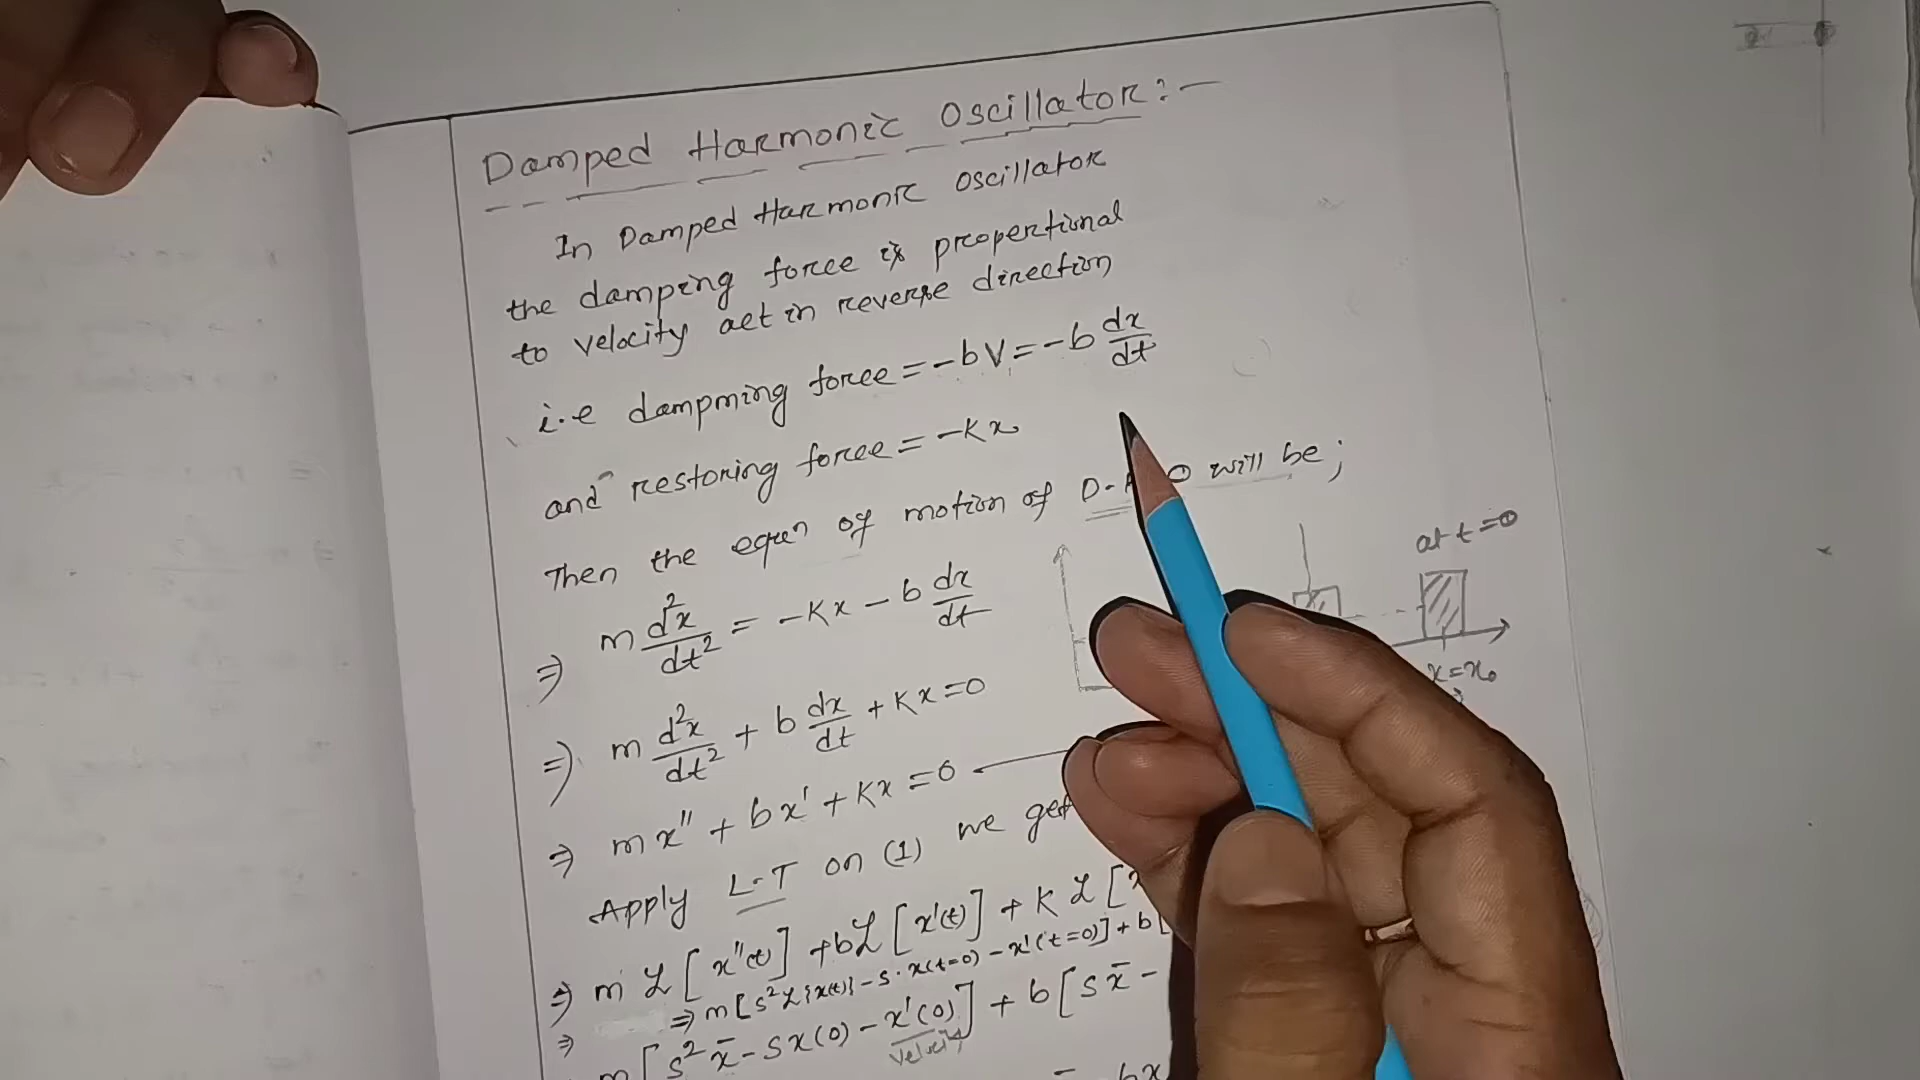 Damped Harmonic Oscillator:-
In Damped Harmonic oscillator
the damping force is propertional
to velocity act in reverse direction
i.e dampming force = -bV = -b dx/dt
and restoring force = -Kx
Then the equn of motion of D- O will be;
⇒ m d²x/dt² = -Kx - b dx/dt
at t=0
x=x₀
⇒ m d²x/dt² + b dx/dt + Kx = 0
⇒ mx'' + bx' + Kx = 0
Apply L-T on (1) we get
⇒ m ℒ[x''(t)] + bℒ[x'(t)] + K ℒ[
⇒ m[s²ℒ{x(t)} - s·x(t=0) - x'(t=0)] + b[
⇒ m[s² x̄ - sx(0) - x'(0)] + b[s x̄ -
velocity
bx